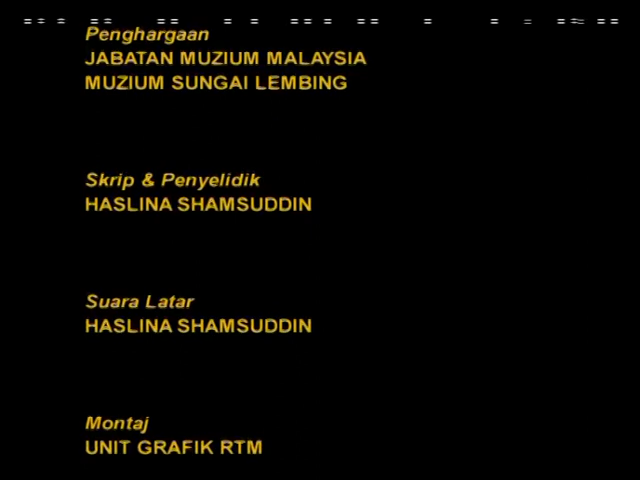 Penghargaan
JABATAN MUZIUM MALAYSIA
MUZIUM SUNGAI LEMBING
Skrip & Penyelidik
HASLINA SHAMSUDDIN
Suara Latar
HASLINA SHAMSUDDIN
Montaj
UNIT GRAFIK RTM